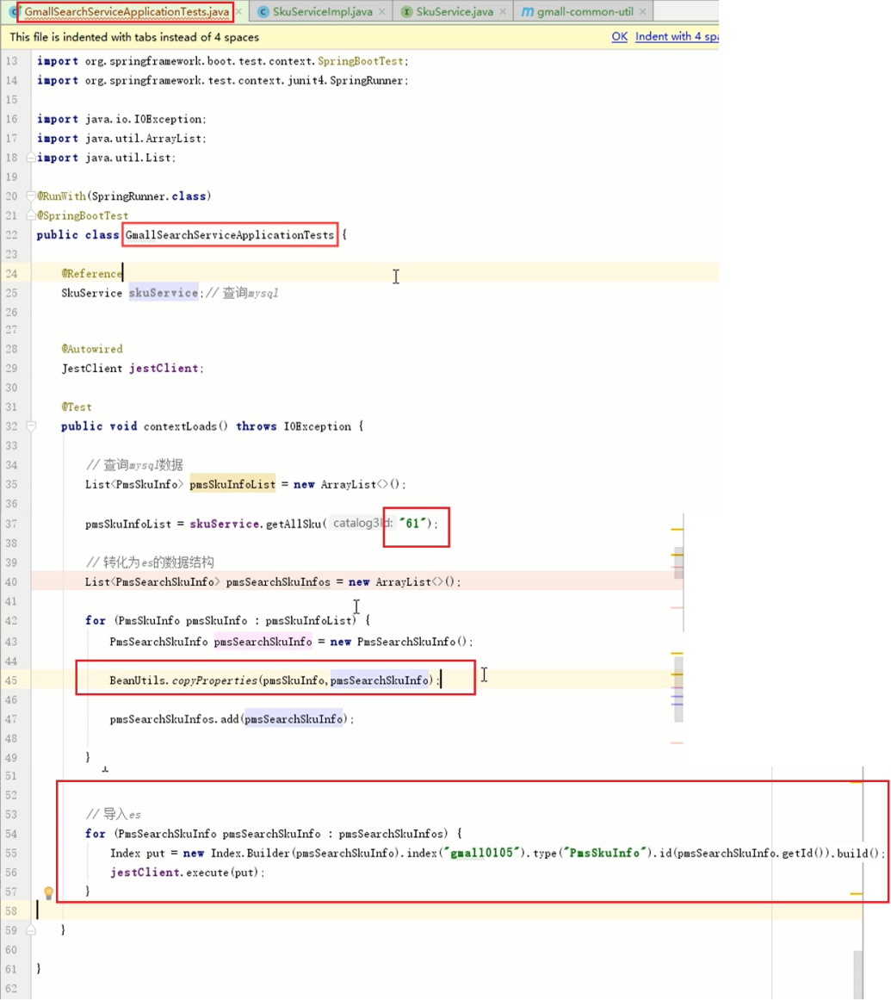 GmallSearchServiceApplicationTests.java × SkuServiceImpl.java × SkuService.java × m gmall-common-util ×
This file is indented with tabs instead of 4 spaces OK Indent with 4 spa
13 import org.springframework.boot.test.context.SpringBootTest;
14 import org.springframework.test.context.junit4.SpringRunner;
15
16 import java.io.IOException;
17 import java.util.ArrayList;
18 import java.util.List;
19
20 @RunWith(SpringRunner.class)
21 @SpringBootTest
22 public class GmallSearchServiceApplicationTests {
23
24 @Reference
25 SkuService skuService;// 查询mysql
26
27
28 @Autowired
29 JestClient jestClient;
30
31 @Test
32 public void contextLoads() throws IOException {
33
34 // 查询mysql数据
35 List<PmsSkuInfo> pmsSkuInfoList = new ArrayList<>();
36
37 pmsSkuInfoList = skuService.getAllSku( catalog3Id: "61");
38
39 // 转化为es的数据结构
40 List<PmsSearchSkuInfo> pmsSearchSkuInfos = new ArrayList<>();
41
42 for (PmsSkuInfo pmsSkuInfo : pmsSkuInfoList) {
43 PmsSearchSkuInfo pmsSearchSkuInfo = new PmsSearchSkuInfo();
44
45 BeanUtils.copyProperties(pmsSkuInfo,pmsSearchSkuInfo);
46
47 pmsSearchSkuInfos.add(pmsSearchSkuInfo);
48
49 }
51
52
53 // 导入es
54 for (PmsSearchSkuInfo pmsSearchSkuInfo : pmsSearchSkuInfos) {
55 Index put = new Index.Builder(pmsSearchSkuInfo).index("gmall0105").type("PmsSkuInfo").id(pmsSearchSkuInfo.getId()).build();
56 jestClient.execute(put);
57 }
58
59 }
60
61 }
62